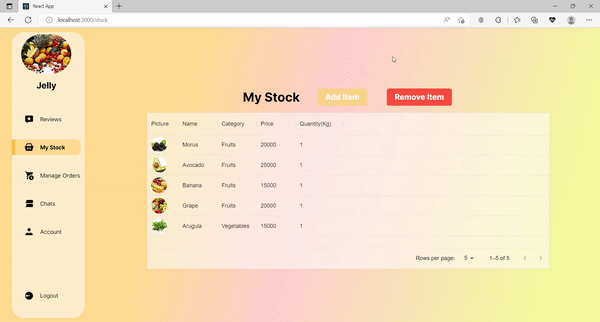 React App
localhost:3000/stock
Jelly
Reviews
My Stock
Manage Orders
Chats
Account
Logout
My Stock
Add Item
Remove Item
Picture Name Category Price Quantity(Kg)
Morus Fruits 20000 1
Avocado Fruits 25000 1
Banana Fruits 15000 1
Grape Fruits 20000 1
Arugula Vegetables 15000 1
Rows per page: 5 1–5 of 5